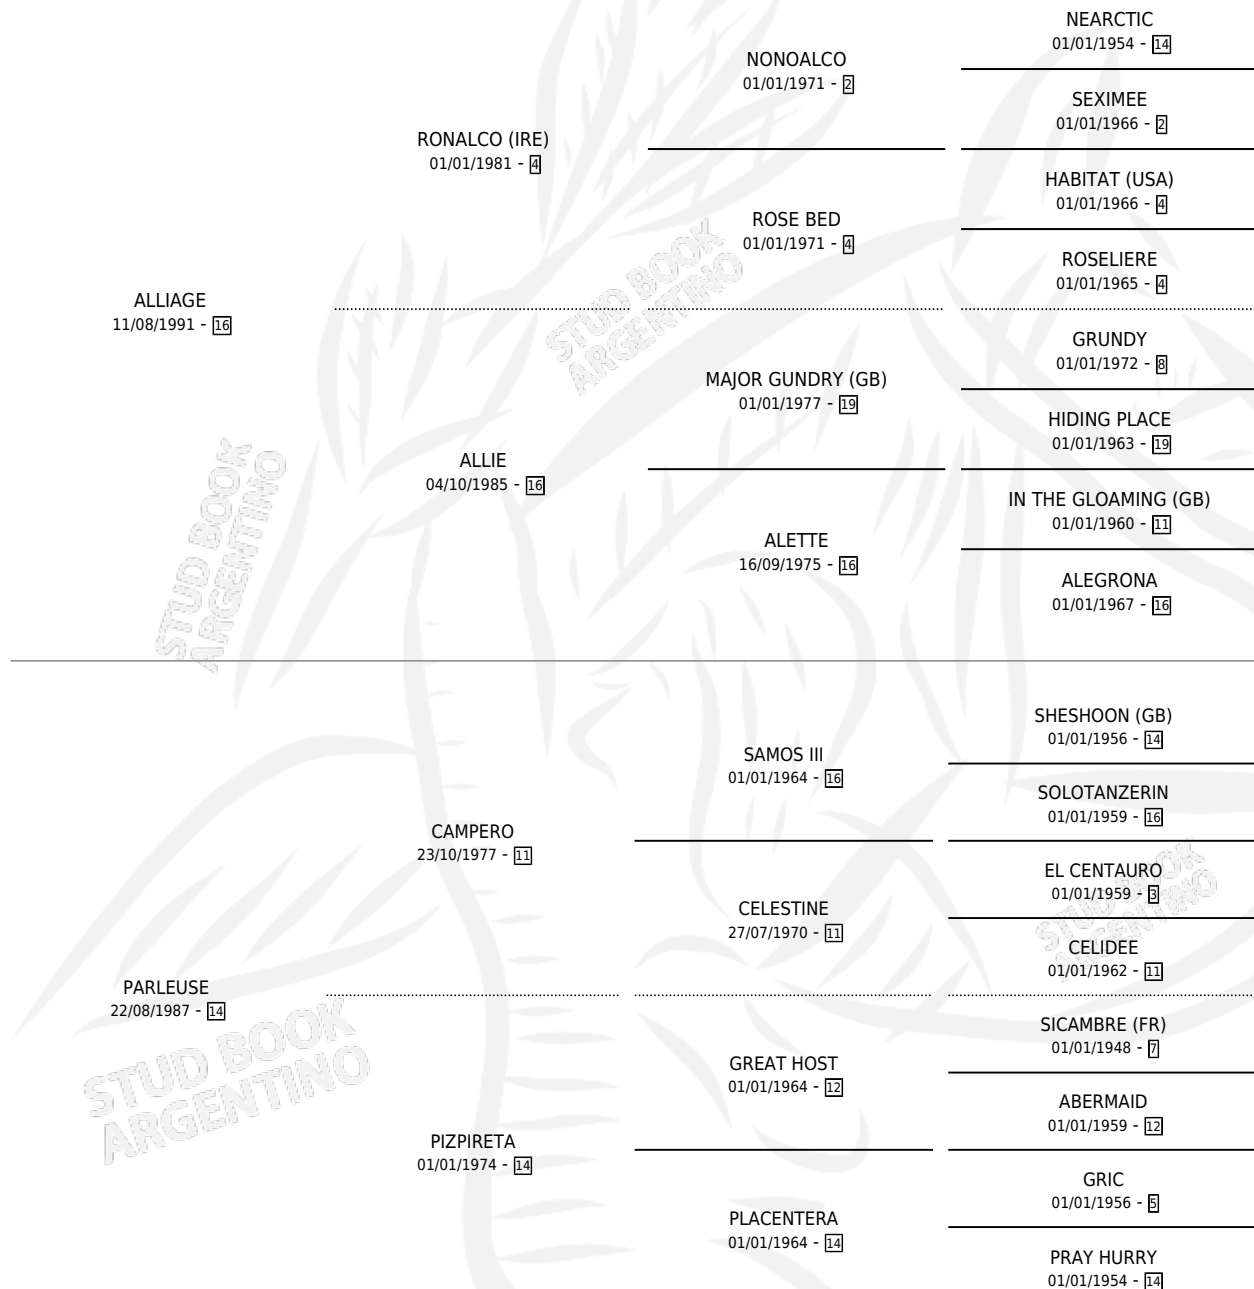 NEARCTIC
01/01/1954 - 14
NONOALCO
01/01/1971 - 2
SEXIMEE
01/01/1966 - 2
RONALCO (IRE)
01/01/1981 - 4
HABITAT (USA)
01/01/1966 - 4
ROSE BED
01/01/1971 - 4
ROSELIERE
01/01/1965 - 4
ALLIAGE
11/08/1991 - 16
GRUNDY
01/01/1972 - 8
MAJOR GUNDRY (GB)
01/01/1977 - 19
HIDING PLACE
01/01/1963 - 19
ALLIE
04/10/1985 - 16
IN THE GLOAMING (GB)
01/01/1960 - 11
ALETTE
16/09/1975 - 16
ALEGRONA
01/01/1967 - 16
SHESHOON (GB)
01/01/1956 - 14
SAMOS III
01/01/1964 - 16
SOLOTANZERIN
01/01/1959 - 16
CAMPERO
23/10/1977 - 11
EL CENTAURO
01/01/1959 - 3
CELESTINE
27/07/1970 - 11
CELIDEE
01/01/1962 - 11
PARLEUSE
22/08/1987 - 14
SICAMBRE (FR)
01/01/1948 - 7
GREAT HOST
01/01/1964 - 12
ABERMAID
01/01/1959 - 12
PIZPIRETA
01/01/1974 - 14
GRIC
01/01/1956 - 5
PLACENTERA
01/01/1964 - 14
PRAY HURRY
01/01/1954 - 14
STUD BOOK
ARGENTINO
STUD BOOK
ARGENTINO
STUD BOOK
ARGENTINO
STUD BOOK
ARGENTINO